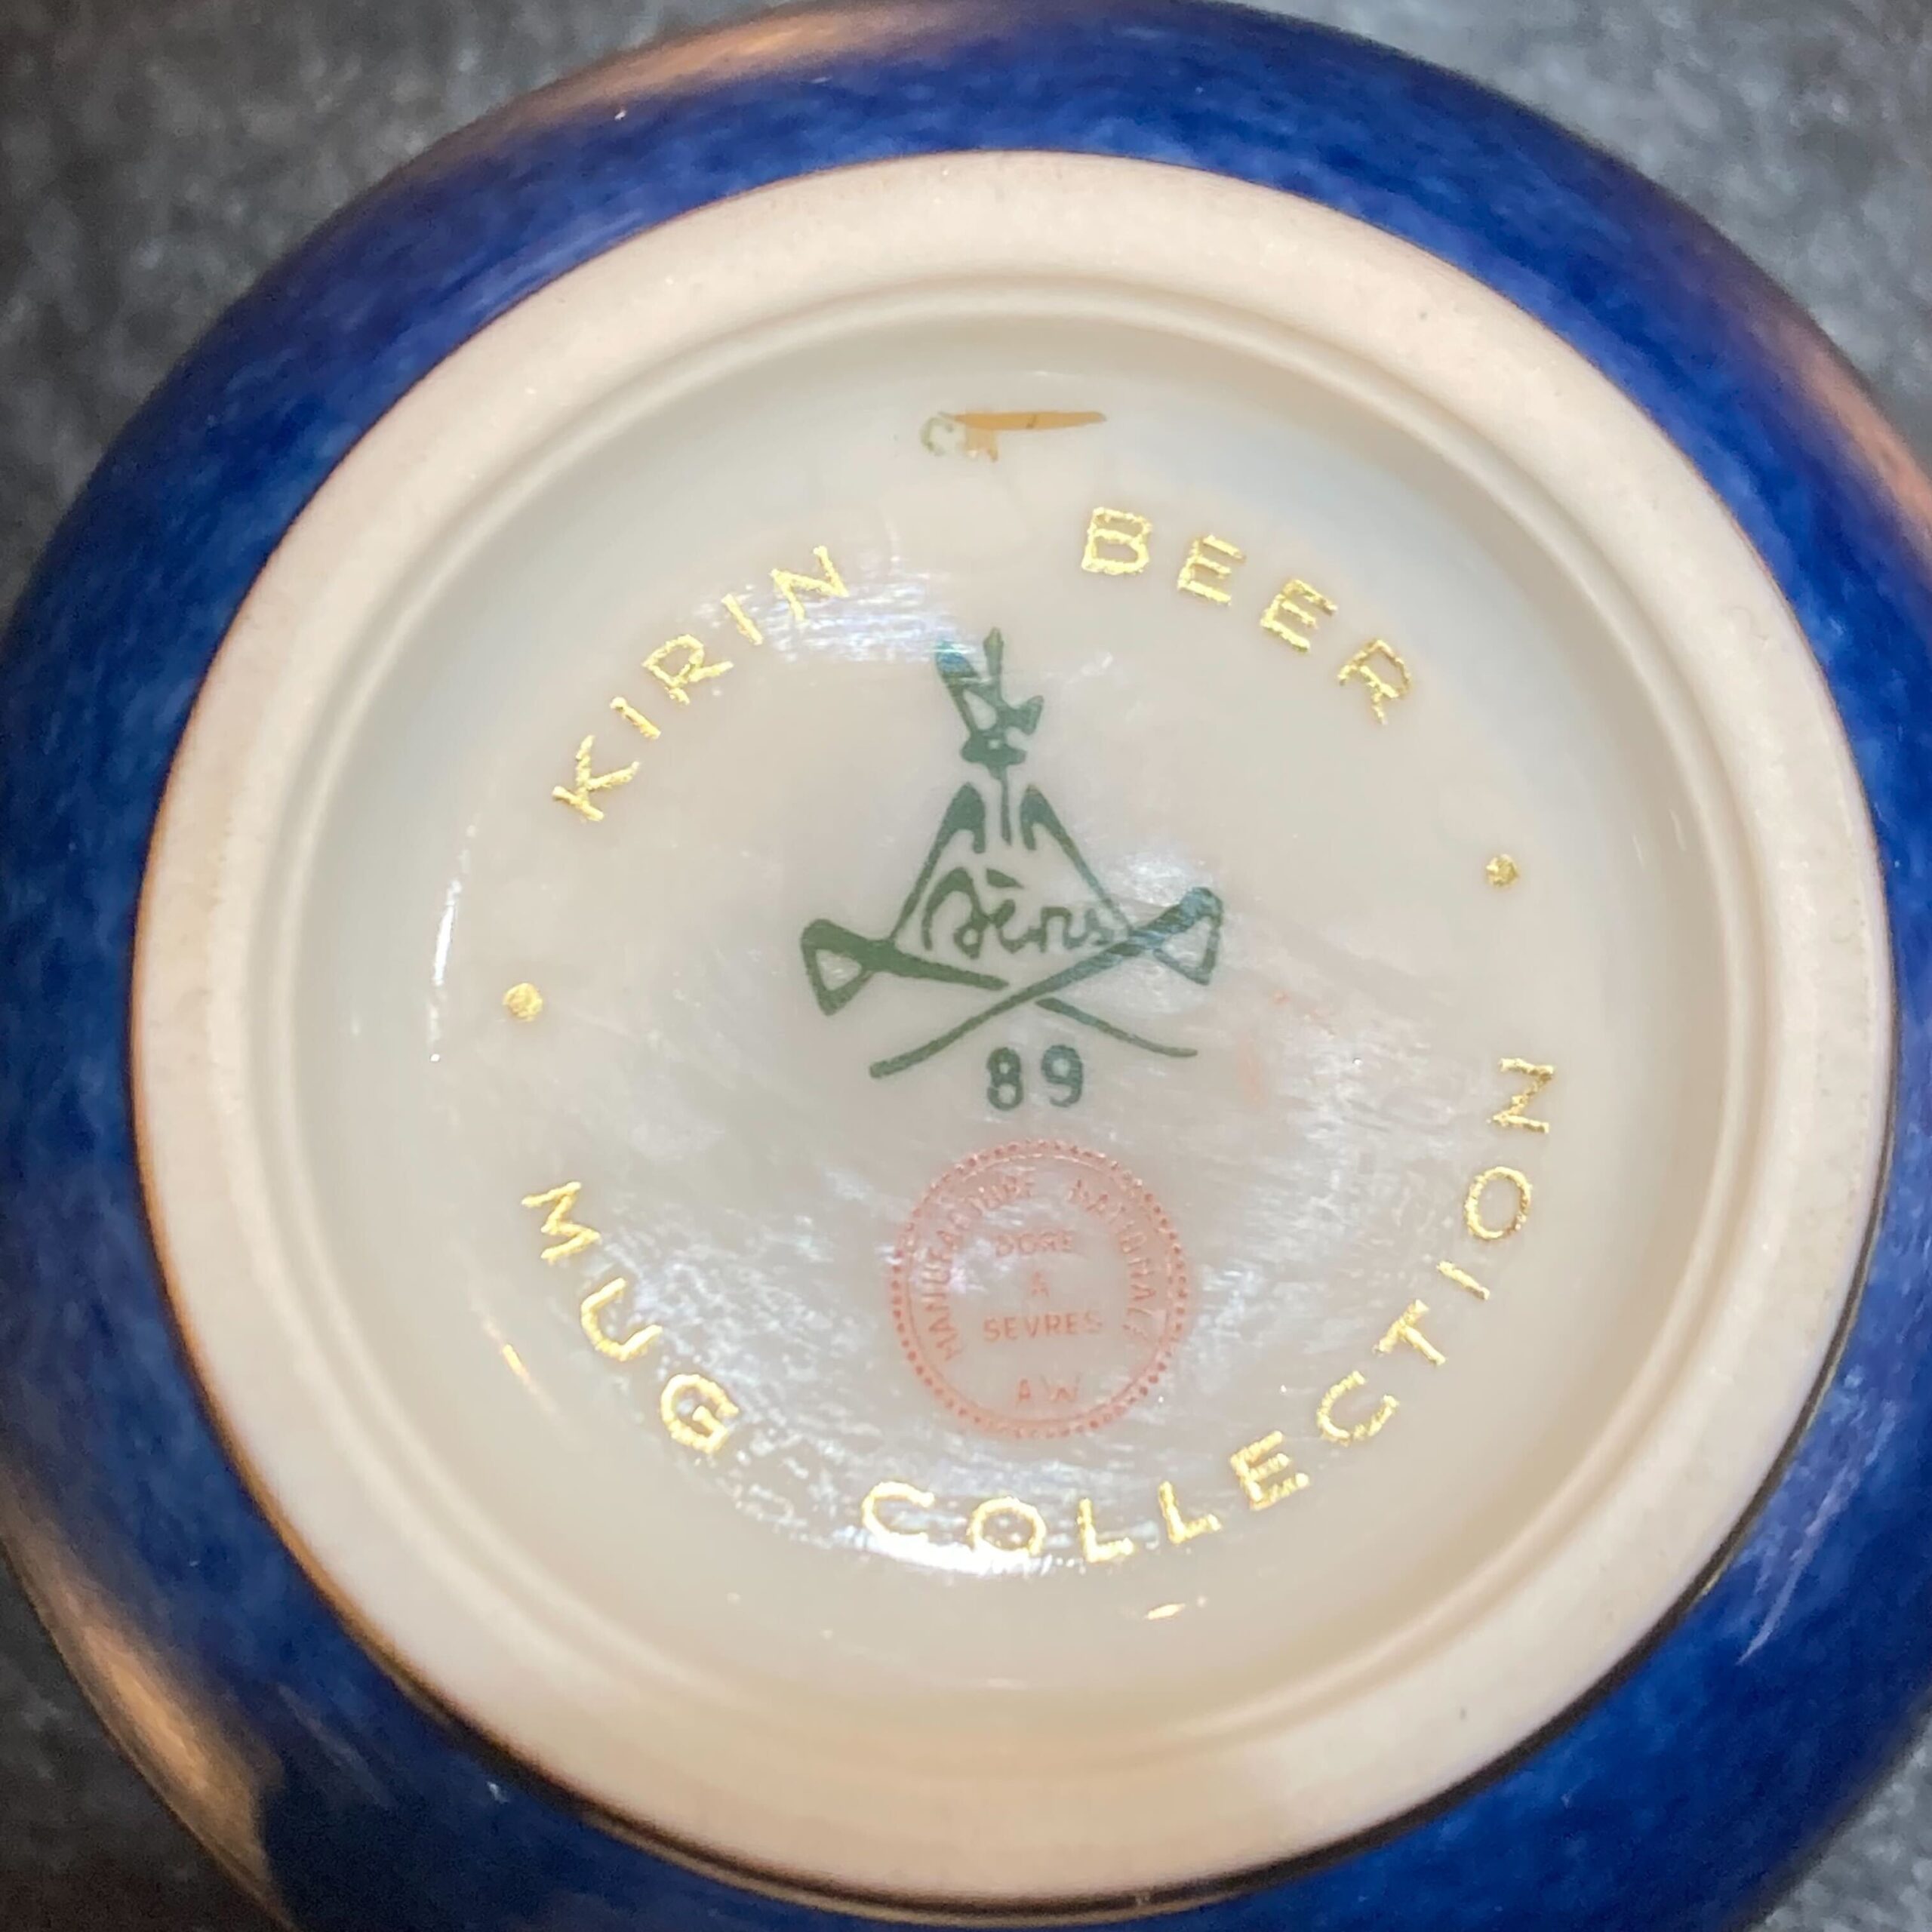 KIRIN BEER
Sèvres
89
MANUFACTURE NATIONALE
DORE
A
SEVRES
AW
MUG COLLECTION